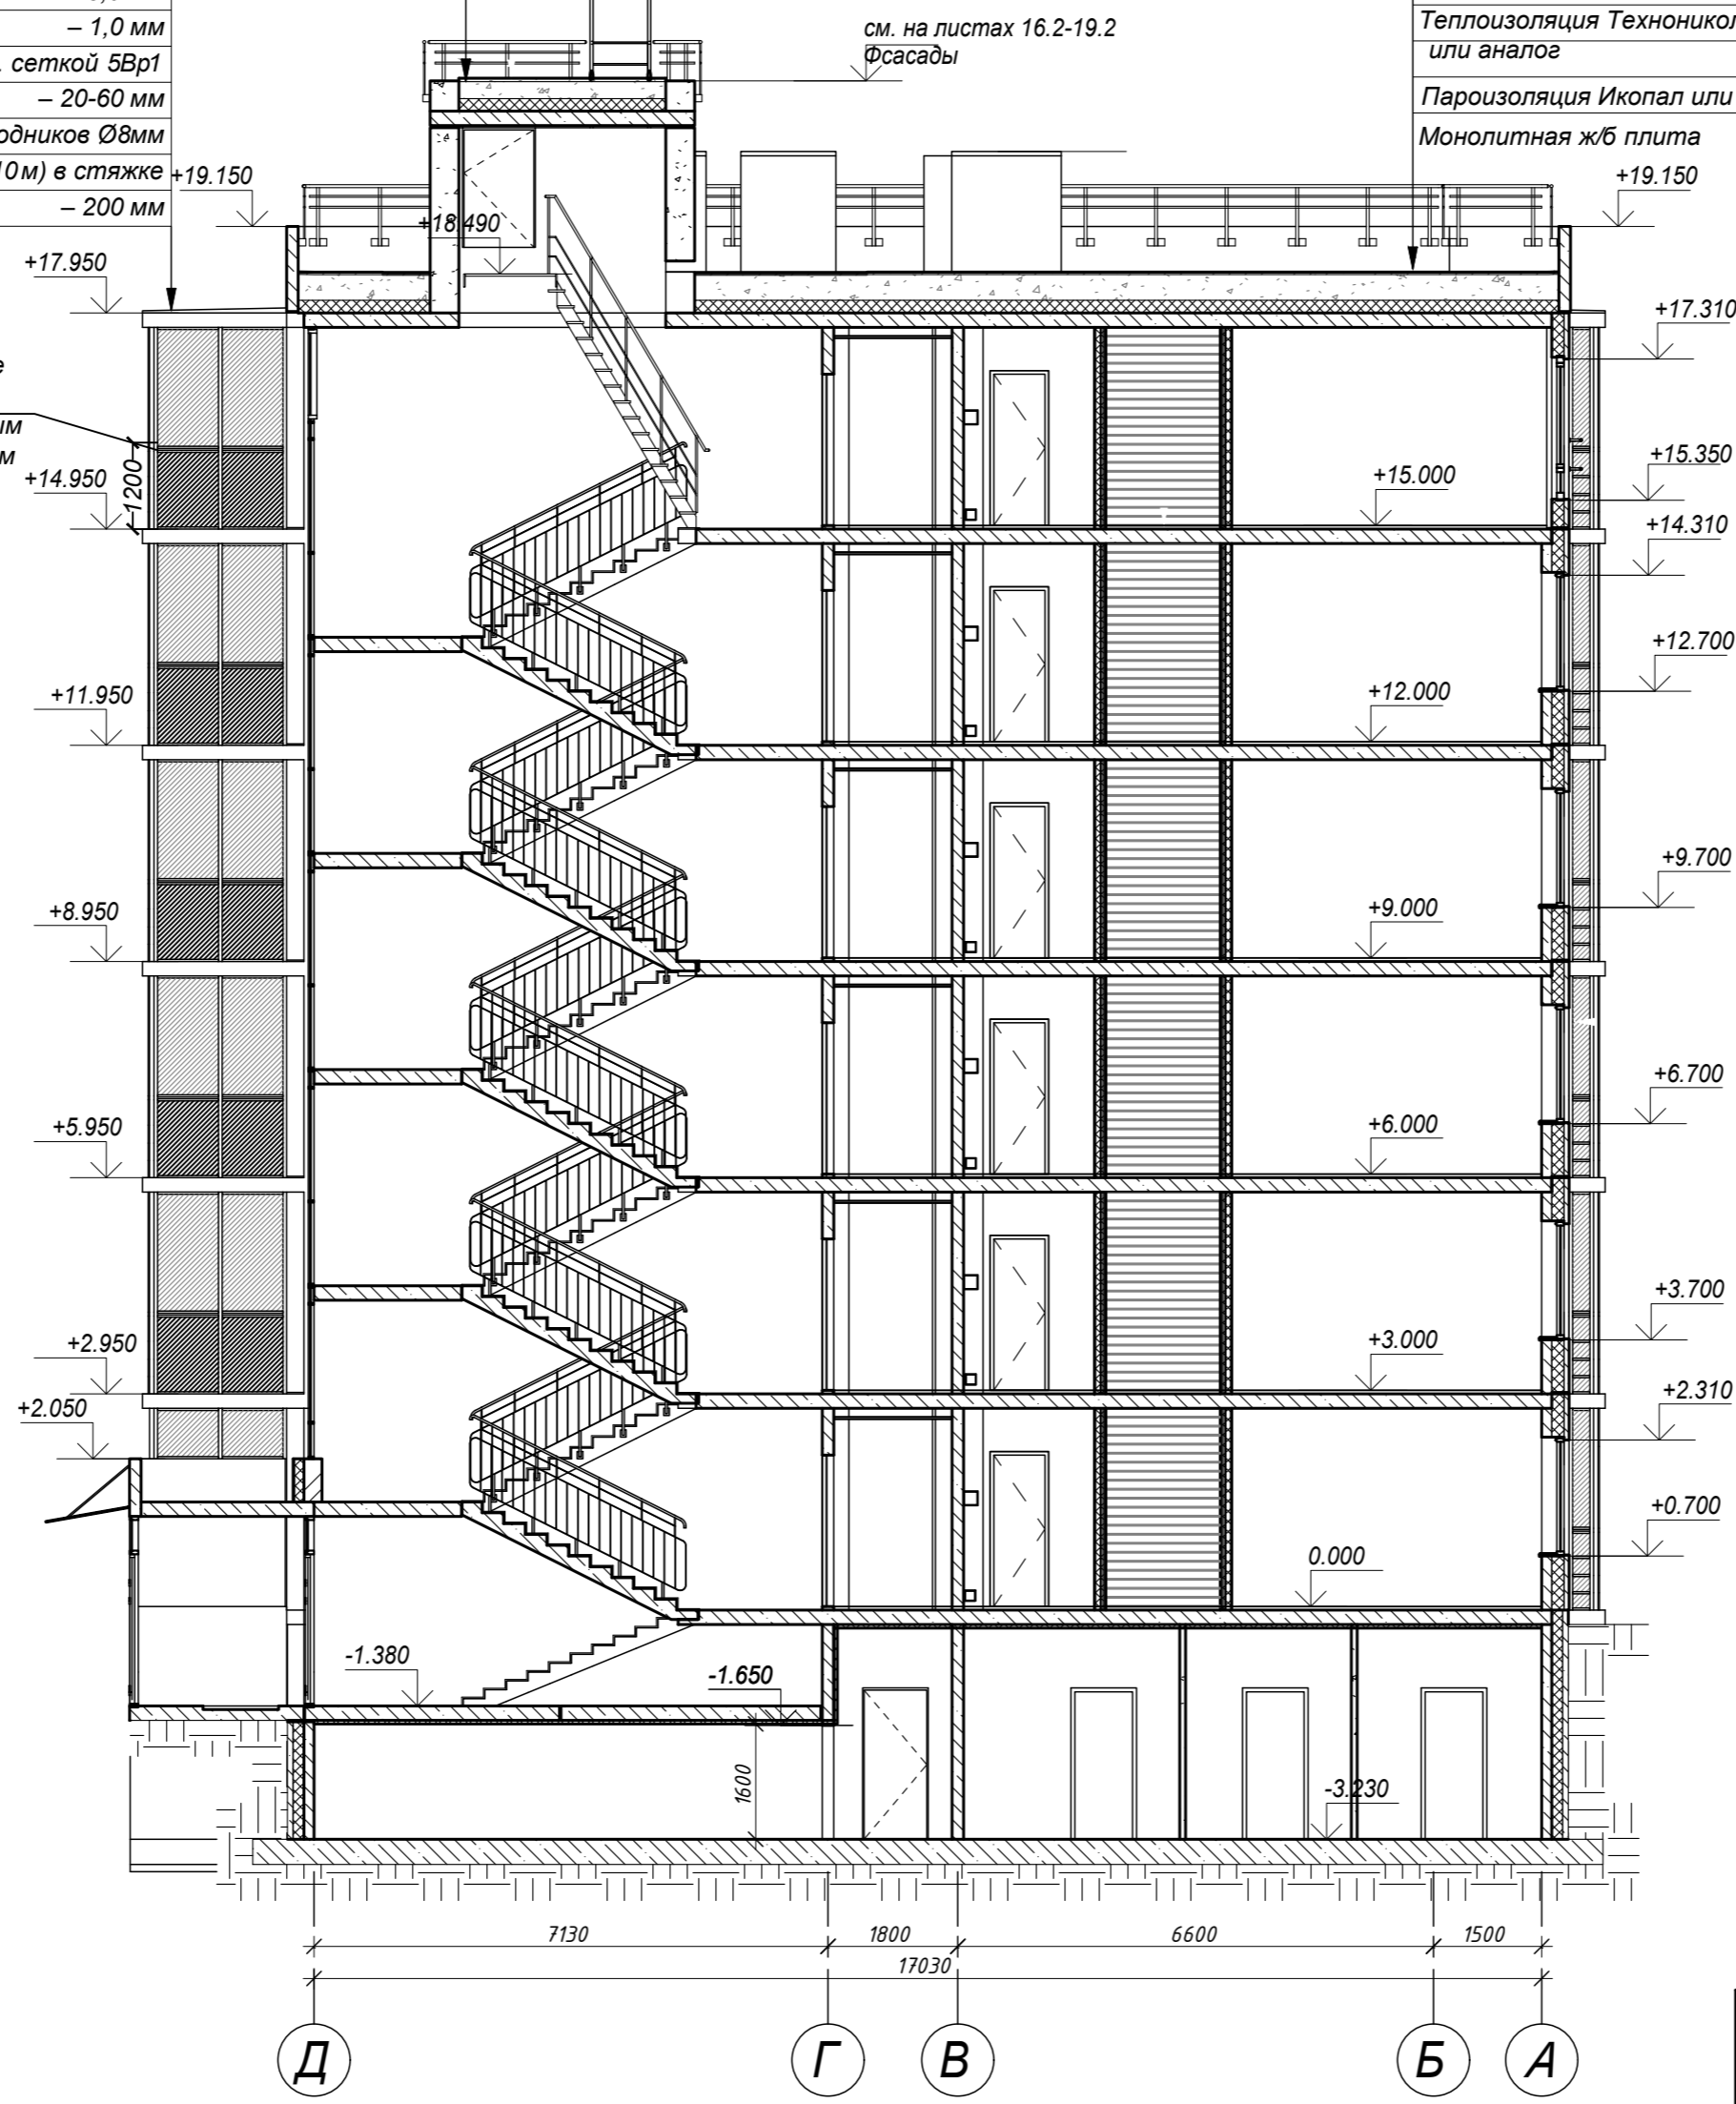 – 1,0 мм
. сеткой 5Вр1
– 20-60 мм
одников Ø8мм
10м) в стяжке
– 200 мм
см. на листах 16.2-19.2
Фсасады
Теплоизоляция Технокол
или аналог
Пароизоляция Икопал или
Монолитная ж/б плита
+19.150
+19.150
+18.490
+17.950
+17.310
е
ым
м
1200
+14.950
+15.000
+15.350
+14.310
+12.700
+11.950
+12.000
+9.700
+8.950
+9.000
+6.700
+5.950
+6.000
+3.700
+2.950
+3.000
+2.310
+2.050
+0.700
0.000
-1.380
-1.650
1600
-3.230
7130
1800
6600
1500
17030
Д
Г
В
Б
А